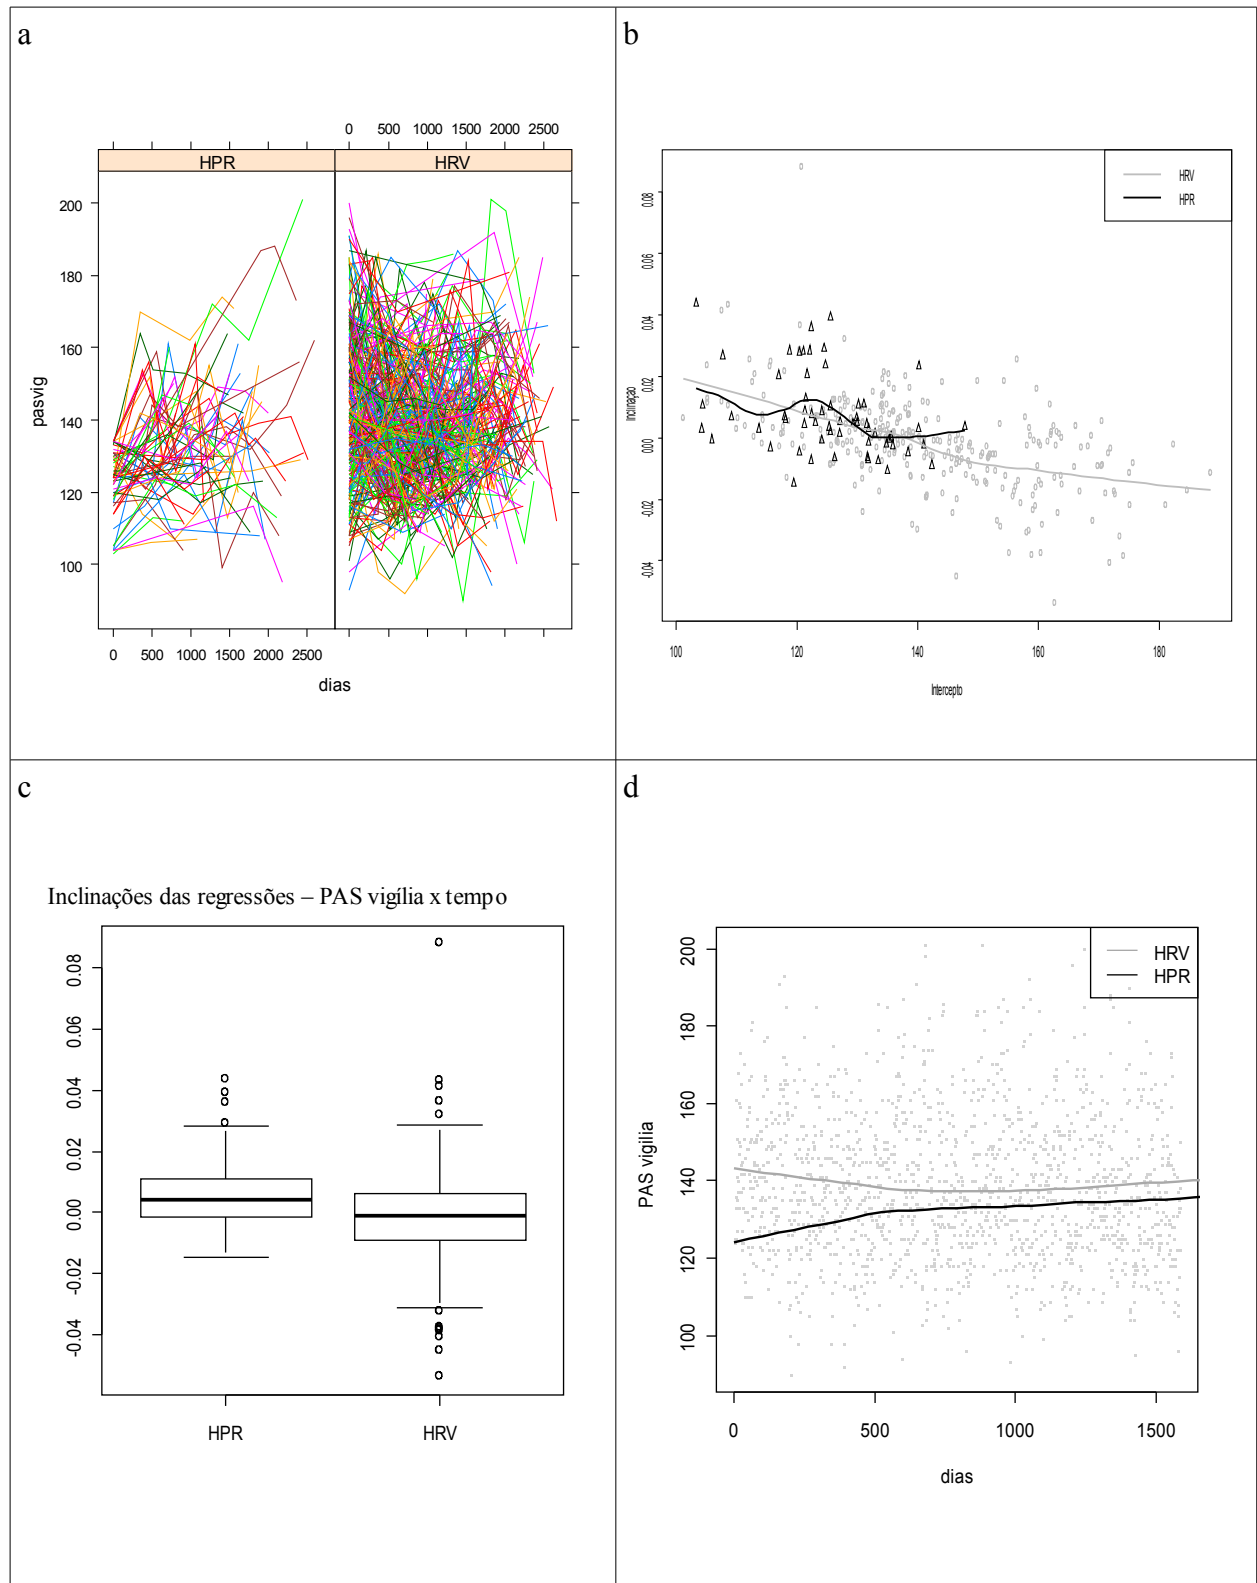 a
0 500 1000 1500 2000 2500
HPR HRV
200
180
160
140
120
100
pasvig
0 500 1000 1500 2000 2500
dias
b
HRV
HPR
0.08
0.06
0.04
0.02
0.00
-0.02
-0.04
Inclinação
100 120 140 160 180
Intercepto
c
Inclinações das regressões – PAS vigília x tempo
0.08
0.06
0.04
0.02
0.00
-0.02
-0.04
HPR HRV
d
HRV
HPR
200
180
160
140
120
100
PAS vigilia
0 500 1000 1500
dias